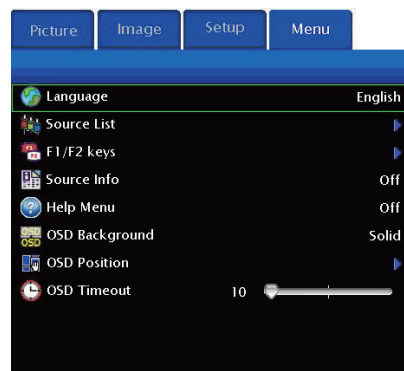 Picture Image Setup Menu
Language English
Source List
F1/F2 keys
Source Info Off
Help Menu Off
OSD Background Solid
OSD Position
OSD Timeout 10